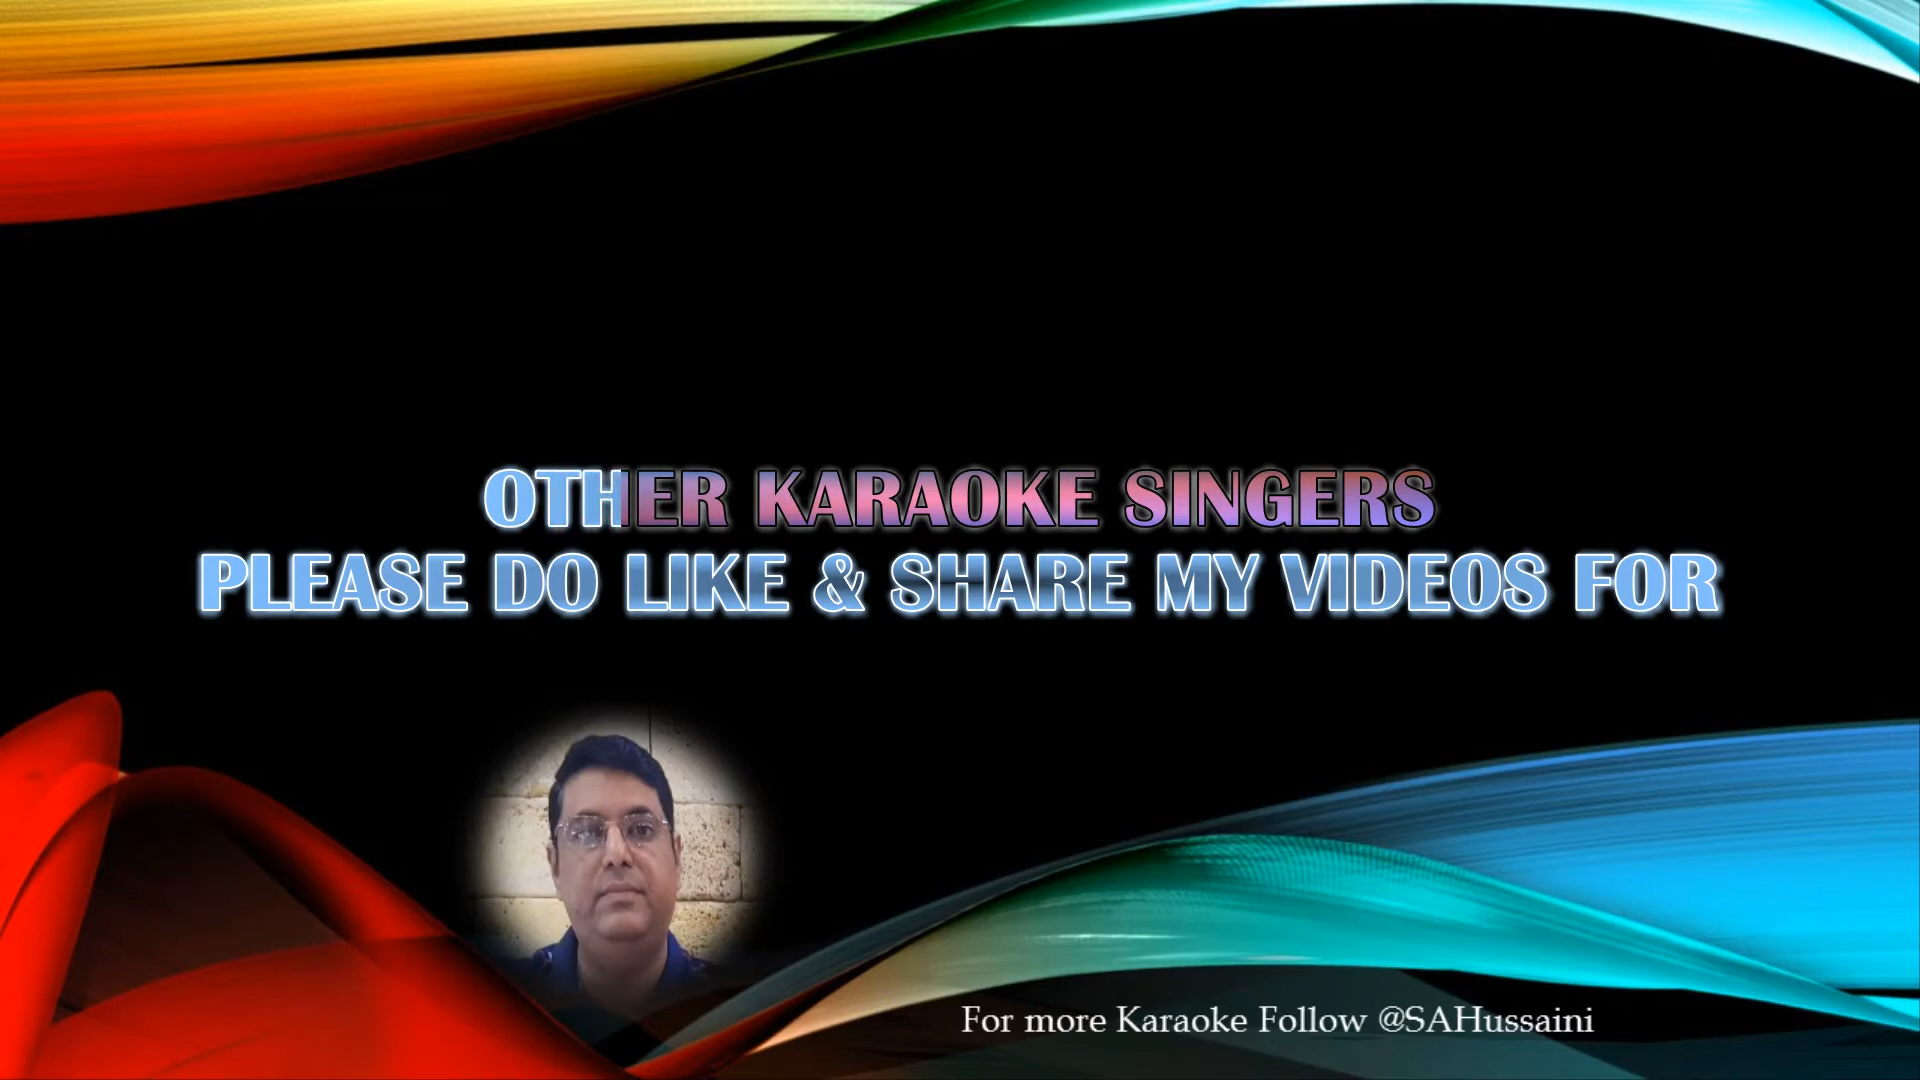 OTHER KARAOKE SINGERS
PLEASE DO LIKE & SHARE MY VIDEOS FOR
For more Karaoke Follow @SAHussaini